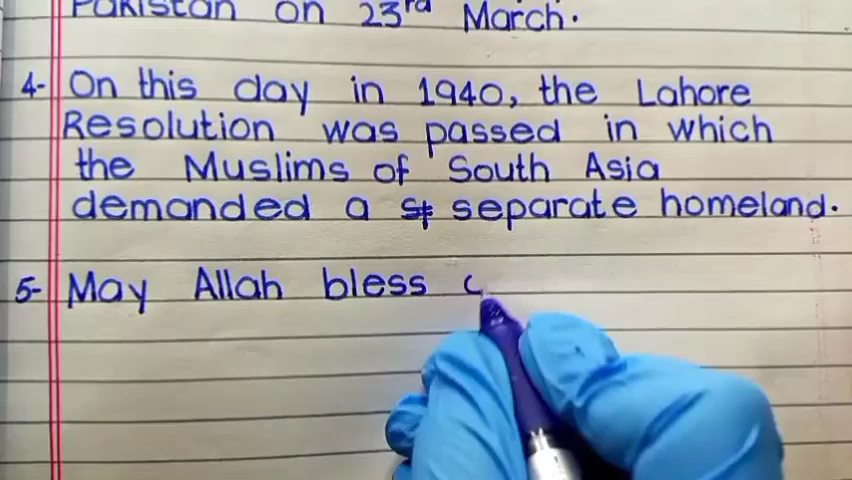 Pakistan on 23rd March.
4- On this day in 1940, the Lahore
Resolution was passed in which
the Muslims of South Asia
demanded a separate homeland.
5- May Allah bless